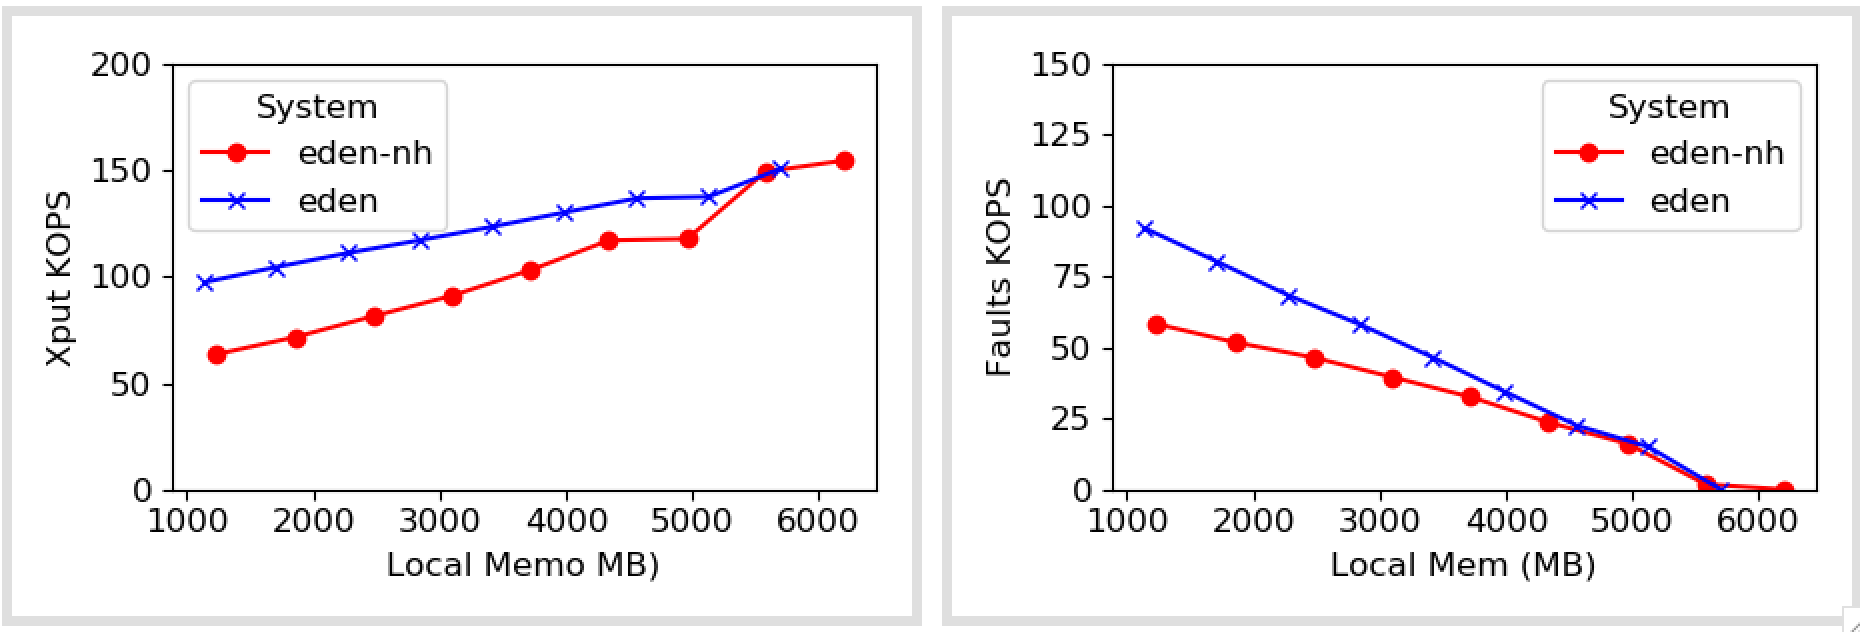 200
150
100
50
0
Xput KOPS
System
eden-nh
eden
1000 2000 3000 4000 5000 6000
Local Memo MB)
150
125
100
75
50
25
0
Faults KOPS
System
eden-nh
eden
1000 2000 3000 4000 5000 6000
Local Mem (MB)